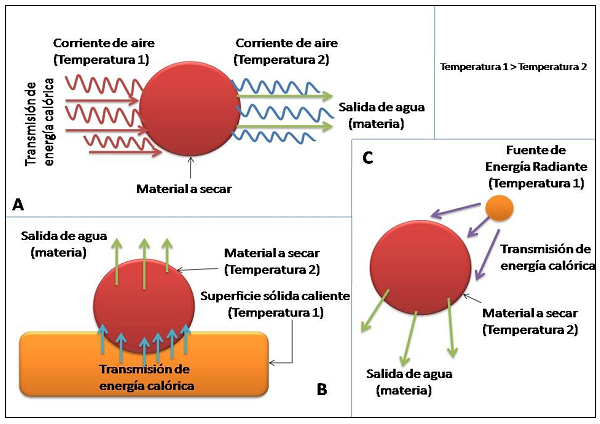 Corriente de aire
(Temperatura 1)
Corriente de aire
(Temperatura 2)
Temperatura 1 > Temperatura 2
Transmisión de
energía calórica
Salida de agua
(materia)
Material a secar
A
C
Fuente de
Energía Radiante
(Temperatura 1)
Transmisión de
energía calórica
Material a secar
(Temperatura 2)
Salida de agua
(materia)
Salida de agua
(materia)
Material a secar
(Temperatura 2)
Superficie sólida caliente
(Temperatura 1)
Transmisión de
energía calórica
B